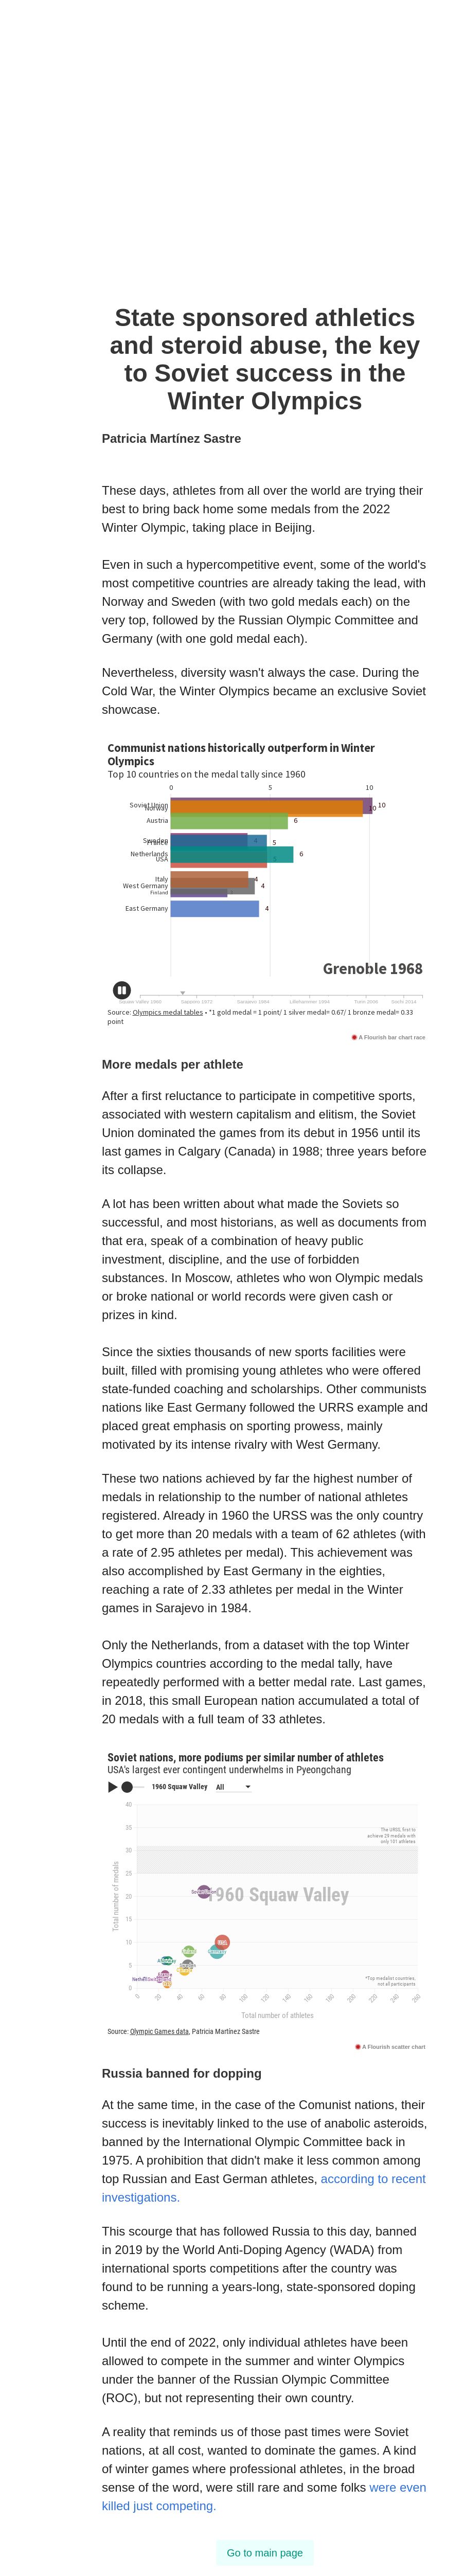 State sponsored athletics
and steroid abuse, the key
to Soviet success in the
Winter Olympics
Patricia Martínez Sastre
These days, athletes from all over the world are trying their
best to bring back home some medals from the 2022
Winter Olympic, taking place in Beijing.
Even in such a hypercompetitive event, some of the world's
most competitive countries are already taking the lead, with
Norway and Sweden (with two gold medals each) on the
very top, followed by the Russian Olympic Committee and
Germany (with one gold medal each).
Nevertheless, diversity wasn't always the case. During the
Cold War, the Winter Olympics became an exclusive Soviet
showcase.
Communist nations historically outperform in Winter
Olympics
Top 10 countries on the medal tally since 1960
0 5 10
Soviet Union 10
Norway 10
Austria 6
Sweden 4
France 5
Netherlands 6
USA
Italy 4
West Germany 4
Finland
East Germany 4
Grenoble 1968
Squaw Valley 1960 Sapporo 1972 Sarajevo 1984 Lillehammer 1994 Turin 2006 Sochi 2014
Source: Olympics medal tables • *1 gold medal = 1 point/ 1 silver medal= 0.67/ 1 bronze medal= 0.33
point
A Flourish bar chart race
More medals per athlete
After a first reluctance to participate in competitive sports,
associated with western capitalism and elitism, the Soviet
Union dominated the games from its debut in 1956 until its
last games in Calgary (Canada) in 1988; three years before
its collapse.
A lot has been written about what made the Soviets so
successful, and most historians, as well as documents from
that era, speak of a combination of heavy public
investment, discipline, and the use of forbidden
substances. In Moscow, athletes who won Olympic medals
or broke national or world records were given cash or
prizes in kind.
Since the sixties thousands of new sports facilities were
built, filled with promising young athletes who were offered
state-funded coaching and scholarships. Other communists
nations like East Germany followed the URRS example and
placed great emphasis on sporting prowess, mainly
motivated by its intense rivalry with West Germany.
These two nations achieved by far the highest number of
medals in relationship to the number of national athletes
registered. Already in 1960 the URSS was the only country
to get more than 20 medals with a team of 62 athletes (with
a rate of 2.95 athletes per medal). This achievement was
also accomplished by East Germany in the eighties,
reaching a rate of 2.33 athletes per medal in the Winter
games in Sarajevo in 1984.
Only the Netherlands, from a dataset with the top Winter
Olympics countries according to the medal tally, have
repeatedly performed with a better medal rate. Last games,
in 2018, this small European nation accumulated a total of
20 medals with a full team of 33 athletes.
Soviet nations, more podiums per similar number of athletes
USA's largest ever contingent underwhelms in Pyeongchang
1960 Squaw Valley All
40
35
The URSS, first to
achieve 29 medals with
only 101 athletes
30
25
20
1960 Squaw Valley
15
10
5
*Top medalist countries,
not all participants
0
0 20 40 60 80 100 120 140 160 180 200 220 240 260
Total number of medals
Total number of athletes
Source: Olympic Games data, Patricia Martínez Sastre
A Flourish scatter chart
Russia banned for dopping
At the same time, in the case of the Comunist nations, their
success is inevitably linked to the use of anabolic asteroids,
banned by the International Olympic Committee back in
1975. A prohibition that didn't make it less common among
top Russian and East German athletes, according to recent
investigations.
This scourge that has followed Russia to this day, banned
in 2019 by the World Anti-Doping Agency (WADA) from
international sports competitions after the country was
found to be running a years-long, state-sponsored doping
scheme.
Until the end of 2022, only individual athletes have been
allowed to compete in the summer and winter Olympics
under the banner of the Russian Olympic Committee
(ROC), but not representing their own country.
A reality that reminds us of those past times were Soviet
nations, at all cost, wanted to dominate the games. A kind
of winter games where professional athletes, in the broad
sense of the word, were still rare and some folks were even
killed just competing.
Go to main page